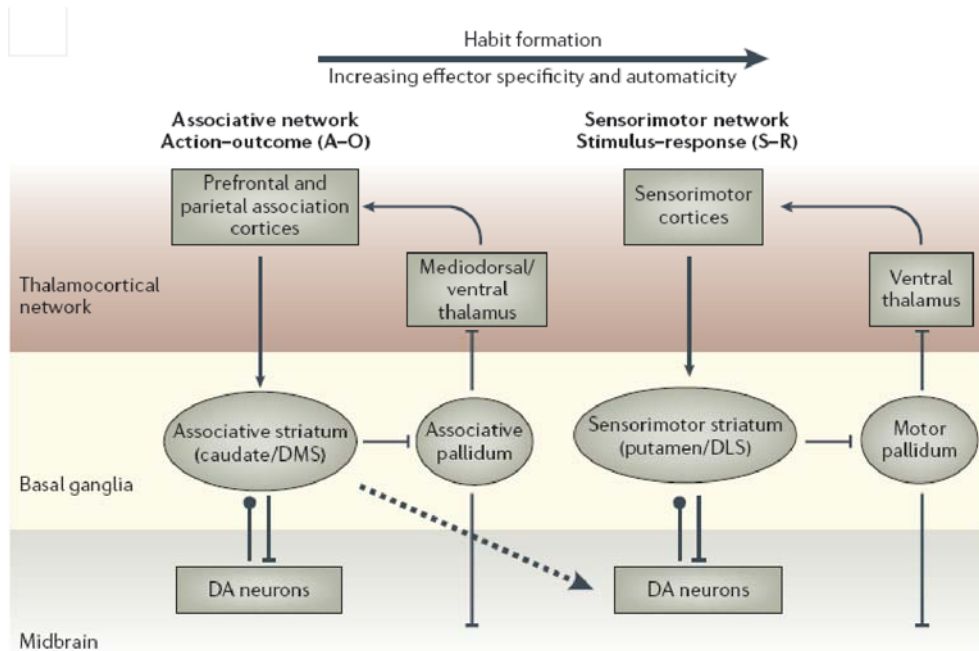 Habit formation
Increasing effector specificity and automaticity
Associative network
Action–outcome (A–O)
Sensorimotor network
Stimulus–response (S–R)
Prefrontal and
parietal association
cortices
Sensorimotor
cortices
Thalamocortical
network
Mediodorsal/
ventral
thalamus
Ventral
thalamus
Associative striatum
(caudate/DMS)
Associative
pallidum
Sensorimotor striatum
(putamen/DLS)
Motor
pallidum
Basal ganglia
DA neurons
DA neurons
Midbrain